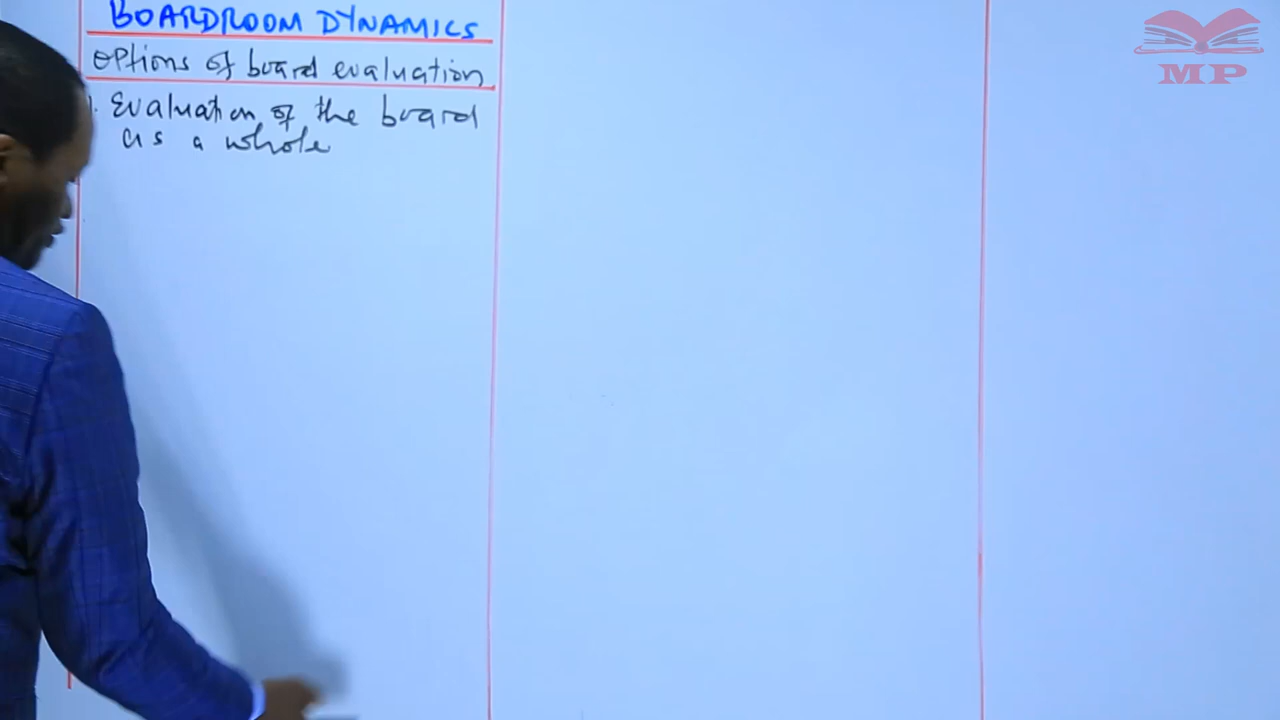 BOARDROOM DYNAMICS
Options of board evaluation
1. Evaluation of the board
as a whole
MP